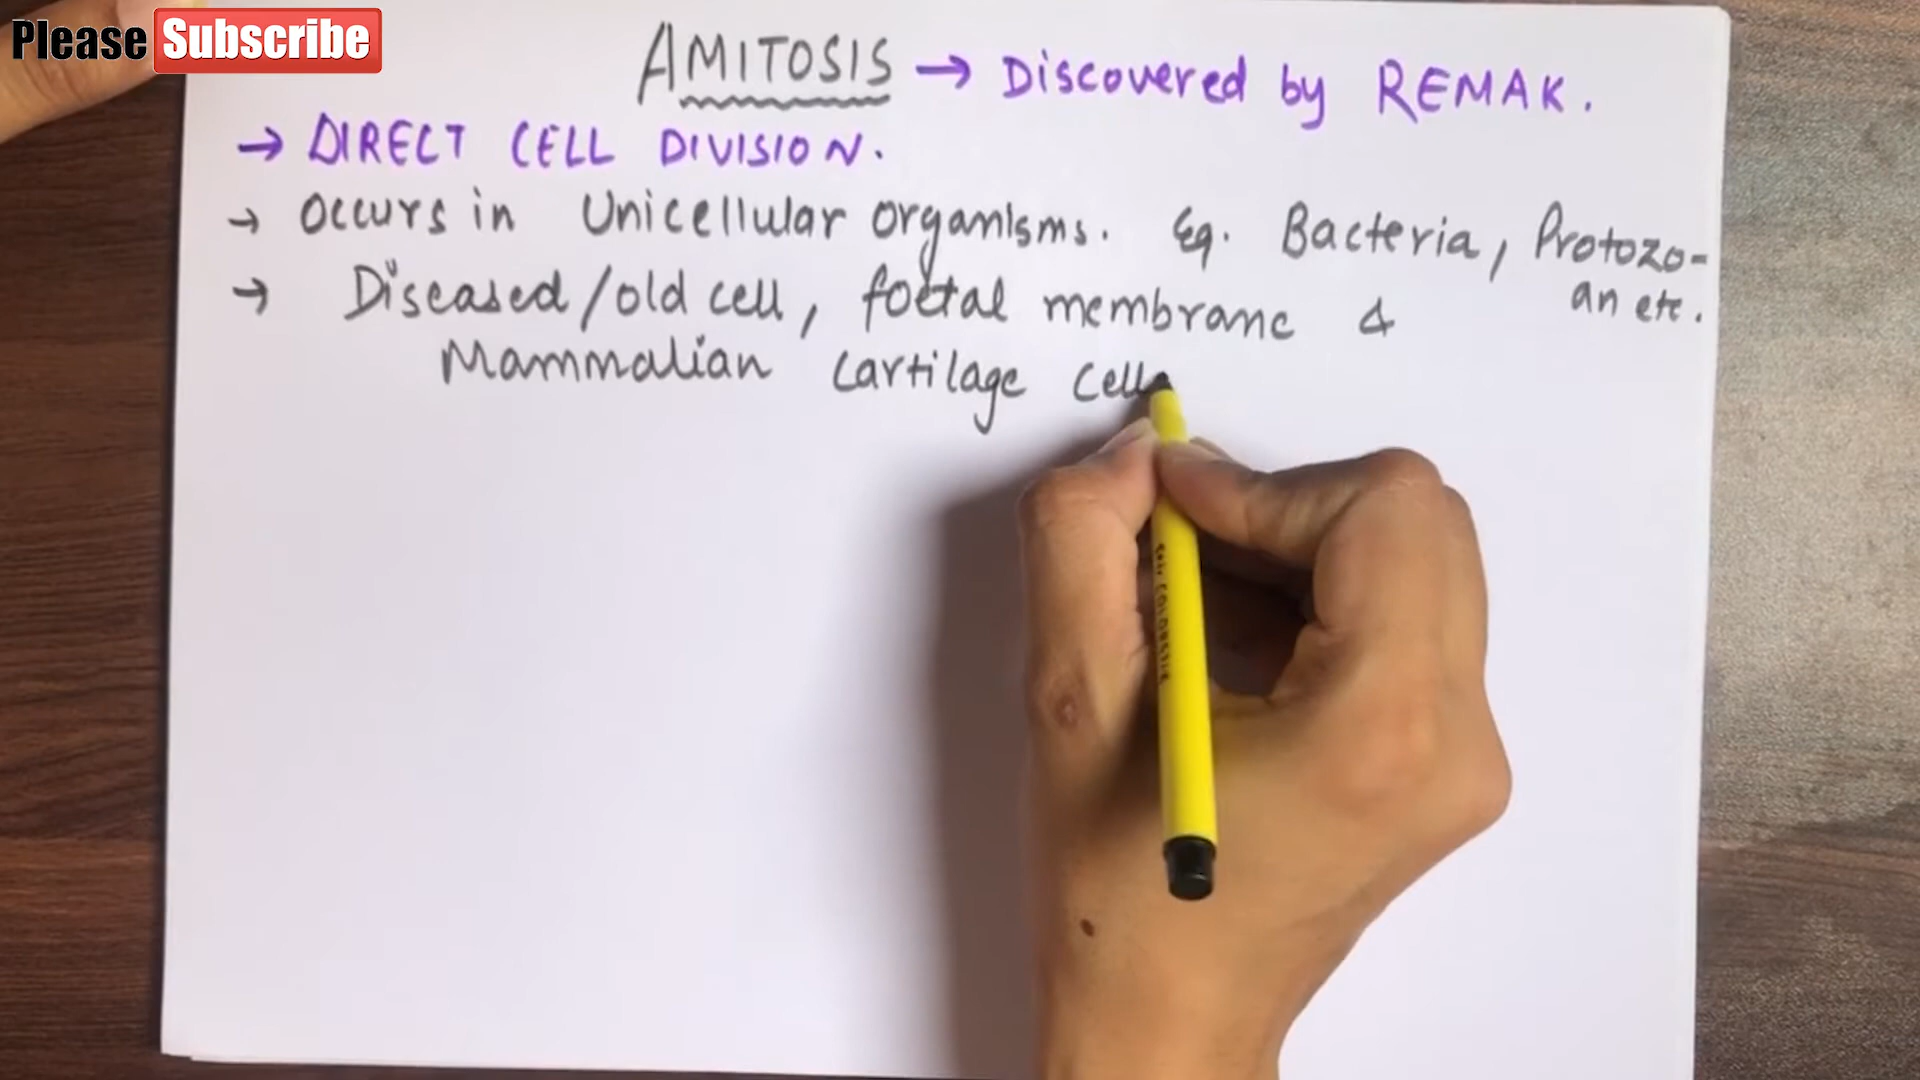 Please Subscribe
AMITOSIS → Discovered by REMAK.
→ DIRECT CELL DIVISION.
→ Occurs in Unicellular organisms. Eg. Bacteria, Protozo-
an etc.
→ Diseased/old cell, foetal membrane &
Mammalian cartilage cells